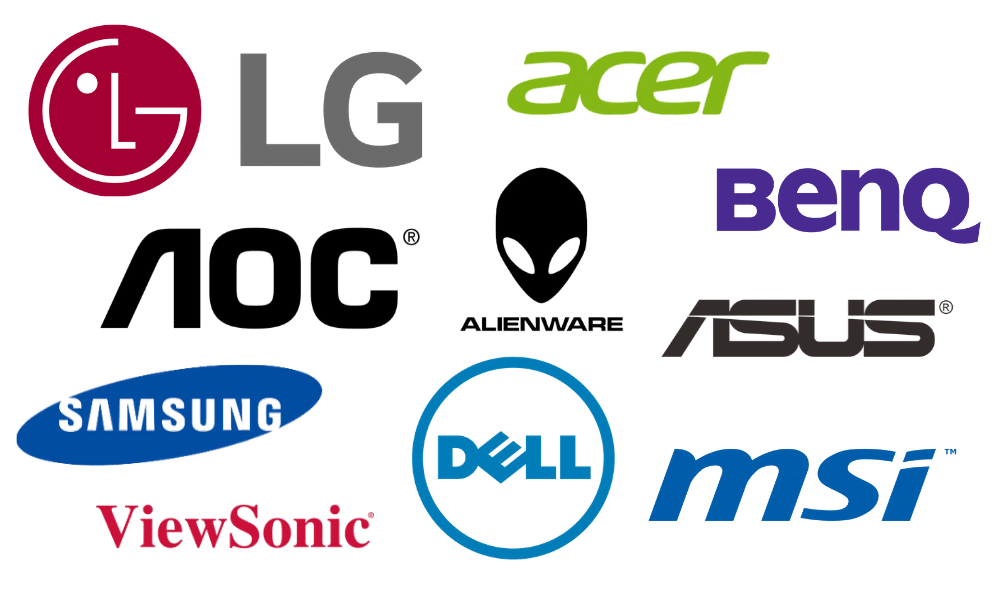 LG
acer
BenQ
AOC®
ALIENWARE
ASUS®
SAMSUNG
DELL
msi™
ViewSonic®